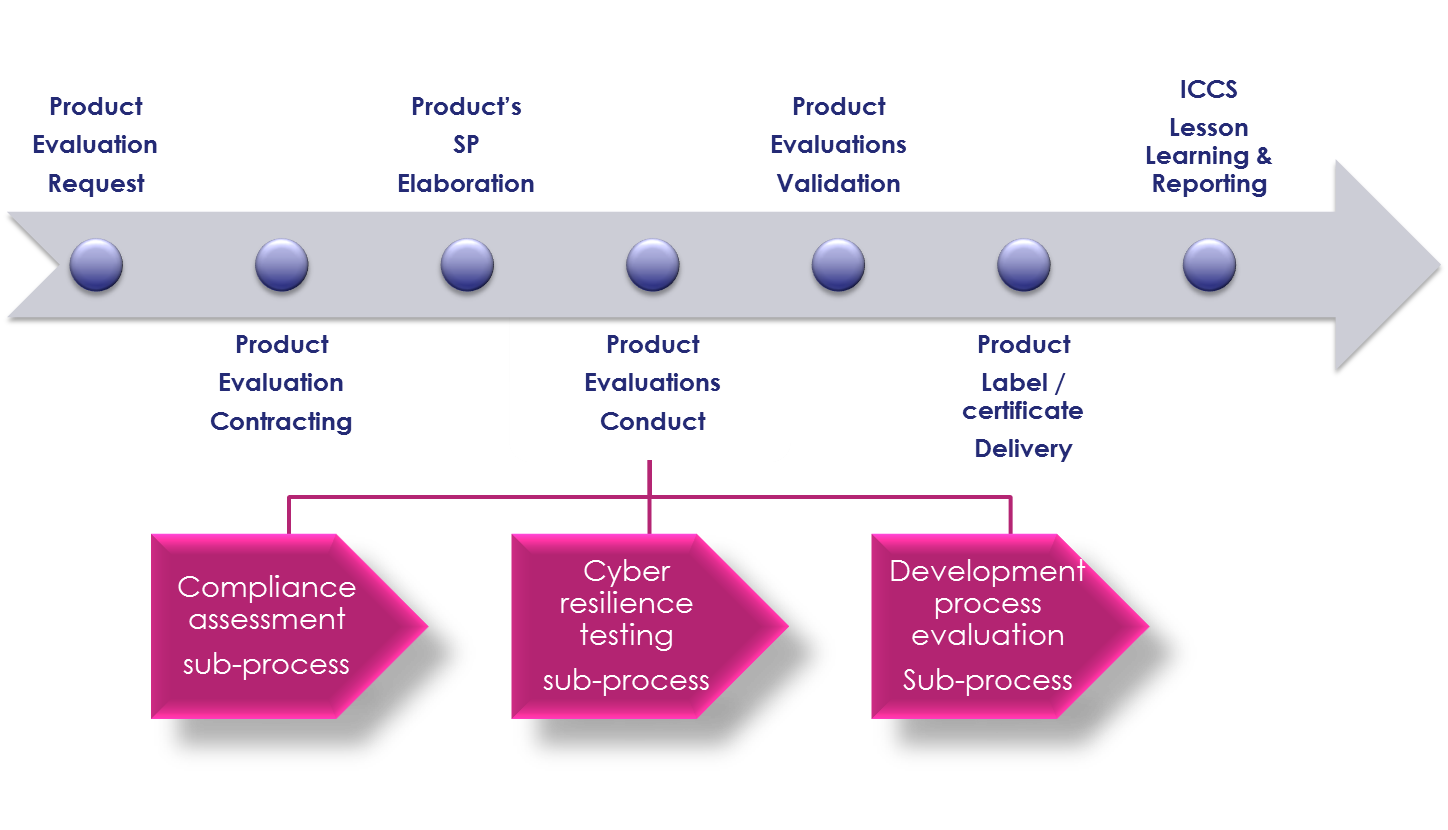 Product
Evaluation
Request
Product’s
SP
Elaboration
Product
Evaluations
Validation
ICCS
Lesson
Learning &
Reporting
Product
Evaluation
Contracting
Product
Evaluations
Conduct
Product
Label /
certificate
Delivery
Compliance
assessment
sub-process
Cyber
resilience
testing
sub-process
Development
process
evaluation
Sub-process